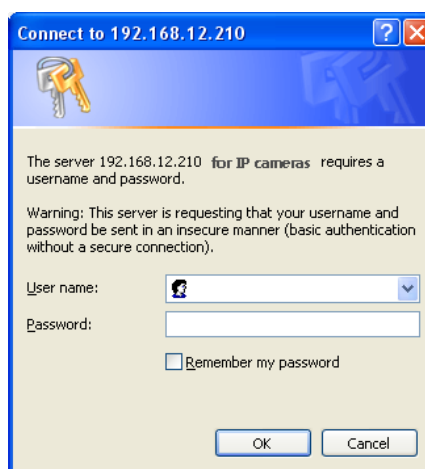 Connect to 192.168.12.210
The server 192.168.12.210 for IP cameras requires a
username and password.
Warning: This server is requesting that your username and
password be sent in an insecure manner (basic authentication
without a secure connection).
User name:
Password:
Remember my password
OK Cancel